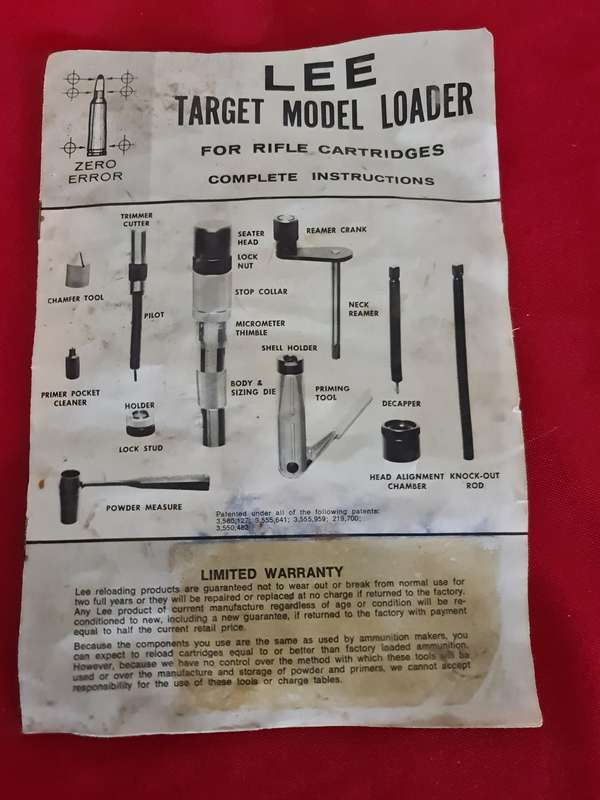 LEE
TARGET MODEL LOADER
FOR RIFLE CARTRIDGES
COMPLETE INSTRUCTIONS
ZERO
ERROR
TRIMMER
CUTTER
SEATER
HEAD
REAMER CRANK
LOCK
NUT
CHAMFER TOOL
STOP COLLAR
PILOT
NECK
REAMER
MICROMETER
THIMBLE
SHELL HOLDER
PRIMER POCKET
CLEANER
HOLDER
BODY &
SIZING DIE
PRIMING
TOOL
DECAPPER
LOCK STUD
HEAD ALIGNMENT
CHAMBER
KNOCK-OUT
ROD
POWDER MEASURE
Patented under all of the following patents:
3,555,641; 3,555,959; 219,700;
LIMITED WARRANTY
Lee reloading products are guaranteed not to wear out or break from normal use for
two full years or they will be repaired or replaced at no charge if returned to the factory.
Any Lee product of current manufacture regardless of age or condition will be re-
conditioned to new, including a new guarantee, if returned to the factory with payment
equal to half the current retail price.
Because the components you use are the same as used by ammunition makers, you
can expect to reload cartridges equal to or better than factory loaded ammunition.
However, because we have no control over the method with which these tools will be
used or over the manufacture and storage of powder and primers, we cannot accept
responsibility for the use of these tools or charge tables.